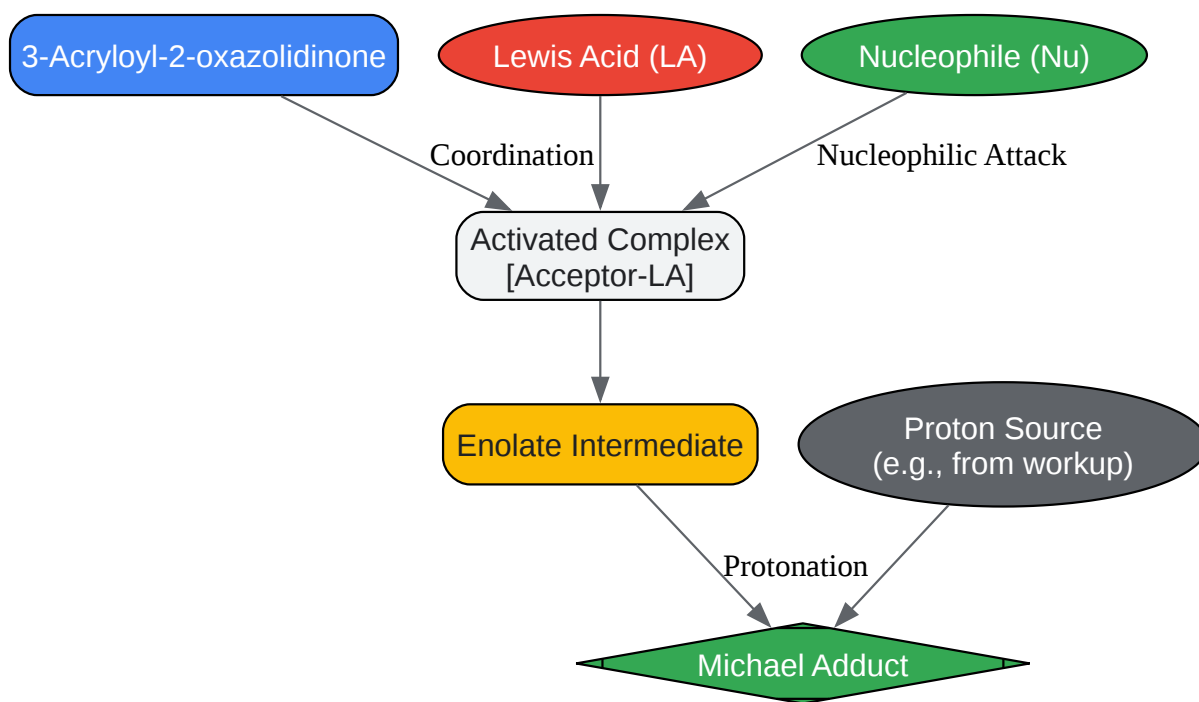 3-Acryloyl-2-oxazolidinone
Lewis Acid (LA)
Nucleophile (Nu)
Coordination
Nucleophilic Attack
Activated Complex
[Acceptor-LA]
Enolate Intermediate
Proton Source
(e.g., from workup)
Protonation
Michael Adduct